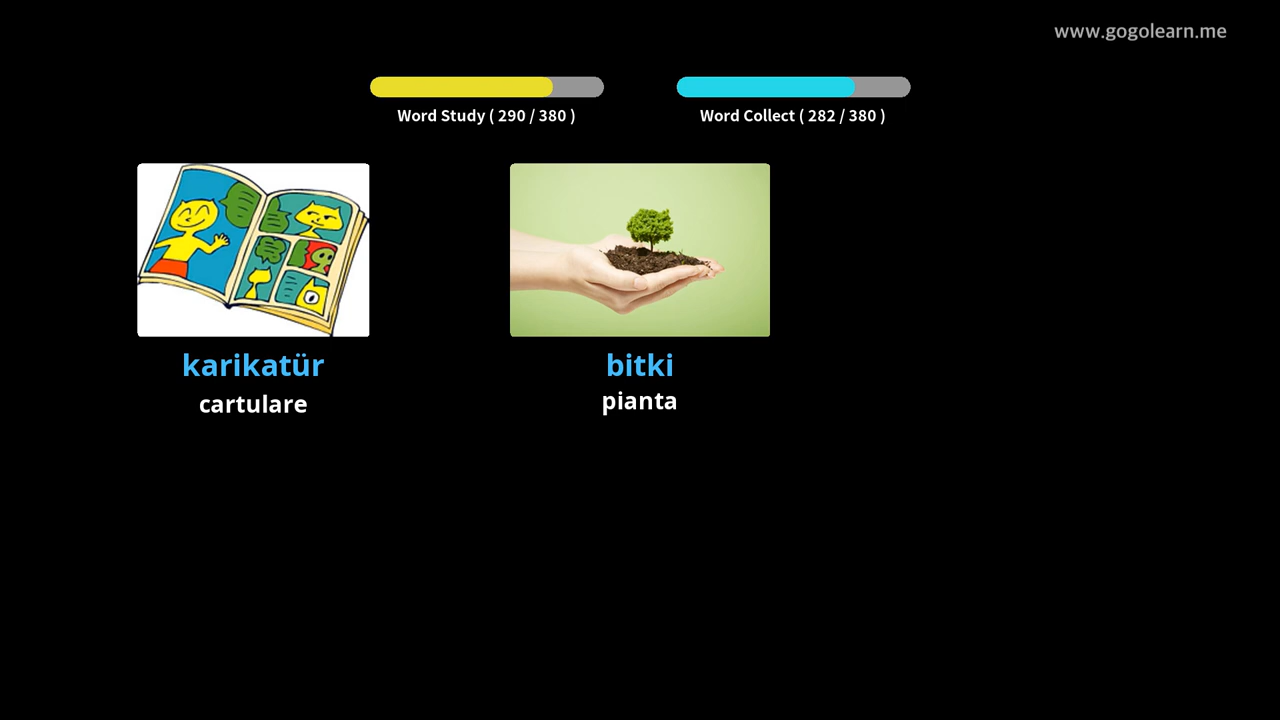 www.gogolearn.me
Word Study ( 290 / 380 )
Word Collect ( 282 / 380 )
karikatür
cartulare
bitki
pianta